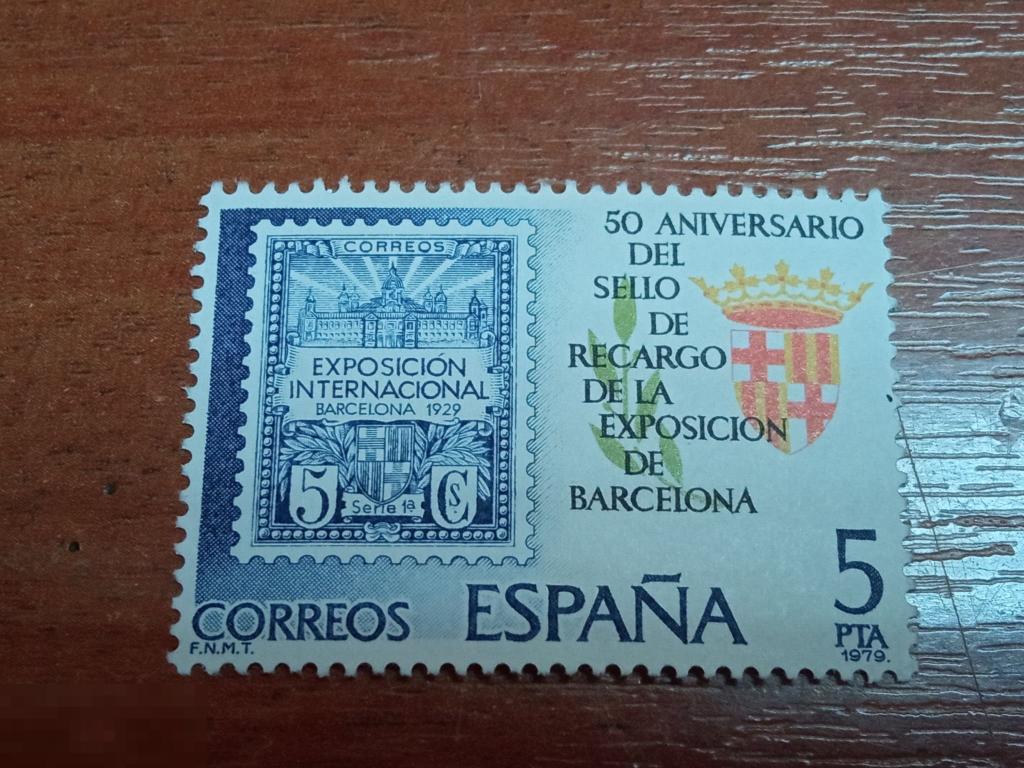 CORREOS
EXPOSICIÓN
INTERNACIONAL
BARCELONA 1929
5 Cs
Serie 1ª
50 ANIVERSARIO
DEL
SELLO
DE
RECARGO
DE LA
EXPOSICION
DE
BARCELONA
CORREOS
F.N.M.T.
ESPAÑA
5
PTA
1979.